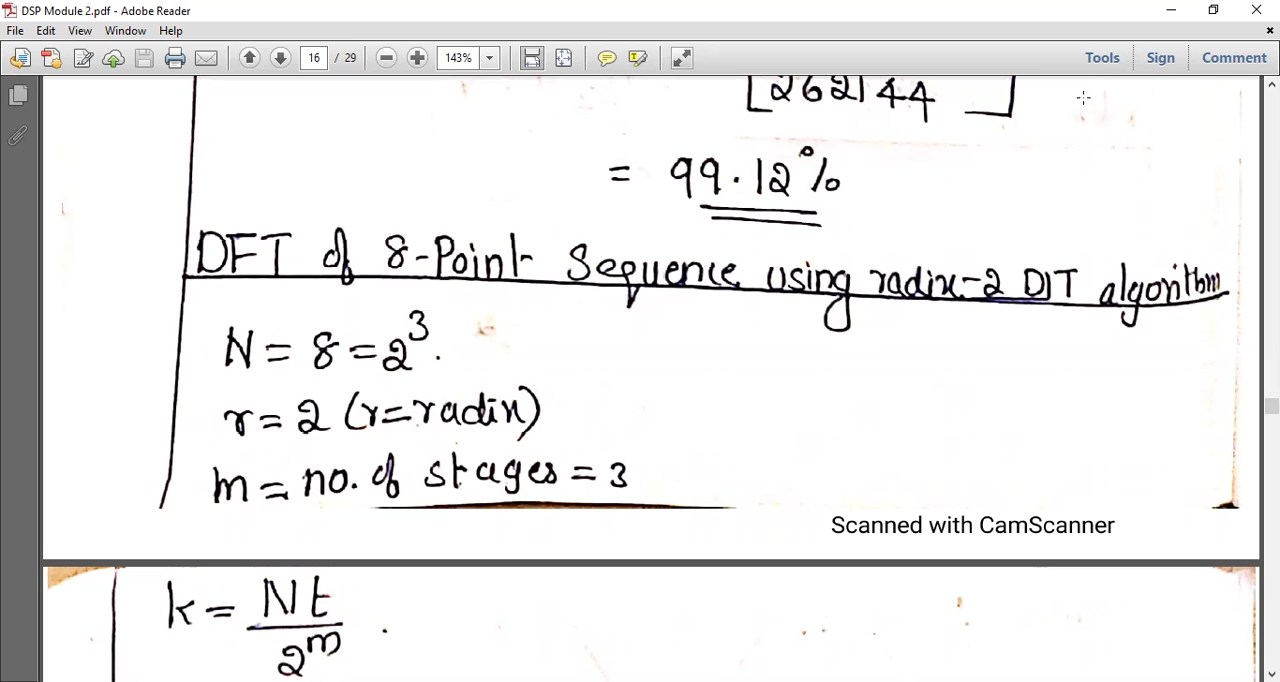 DSP Module 2.pdf - Adobe Reader
File Edit View Window Help
16 / 29 143% Tools Sign Comment
[262144 ]
= 99.12%
DFT of 8-Point Sequence using radix-2 DIT algorithm
N = 8 = 2³.
r = 2 (r=radix)
m = no. of stages = 3
Scanned with CamScanner
k = Nt
2^m